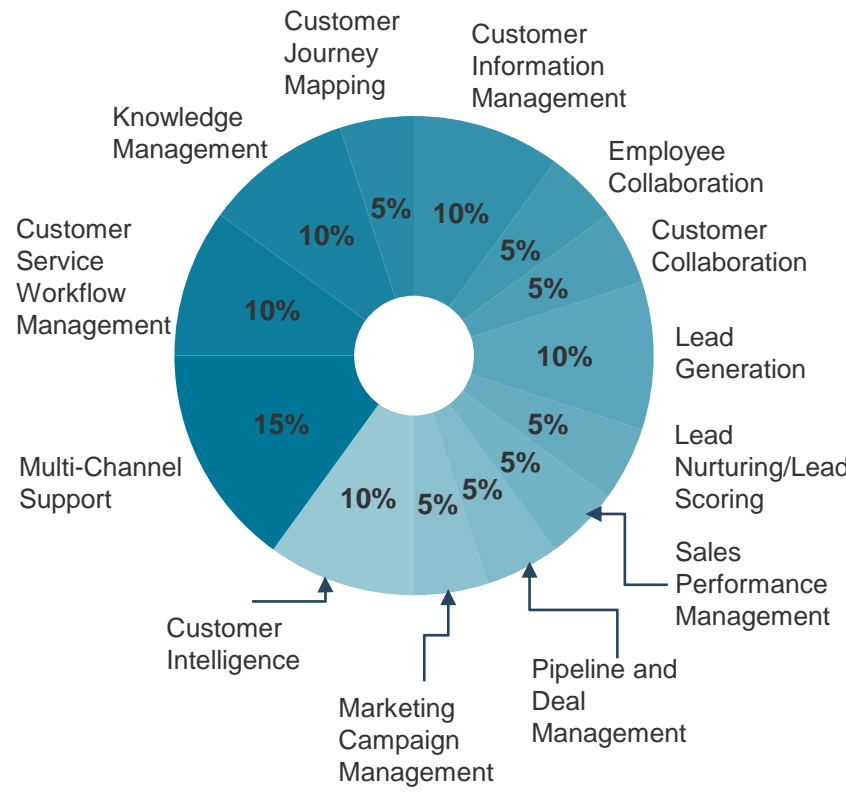 Customer
Journey
Mapping
Customer
Information
Management
Knowledge
Management
Employee
Collaboration
Customer
Service
Workflow
Management
Customer
Collaboration
Lead
Generation
Multi-Channel
Support
Lead
Nurturing/Lead
Scoring
Sales
Performance
Management
Customer
Intelligence
Pipeline and
Deal
Management
Marketing
Campaign
Management
5%
10%
10%
5%
5%
10%
10%
15%
5%
5%
5%
5%
10%